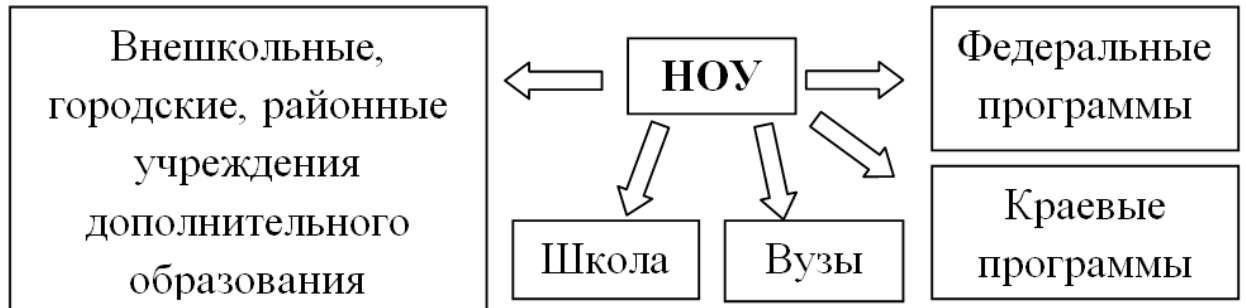 Внешкольные,
городские, районные
учреждения
дополнительного
образования
НОУ
Федеральные
программы
Школа
Вузы
Краевые
программы